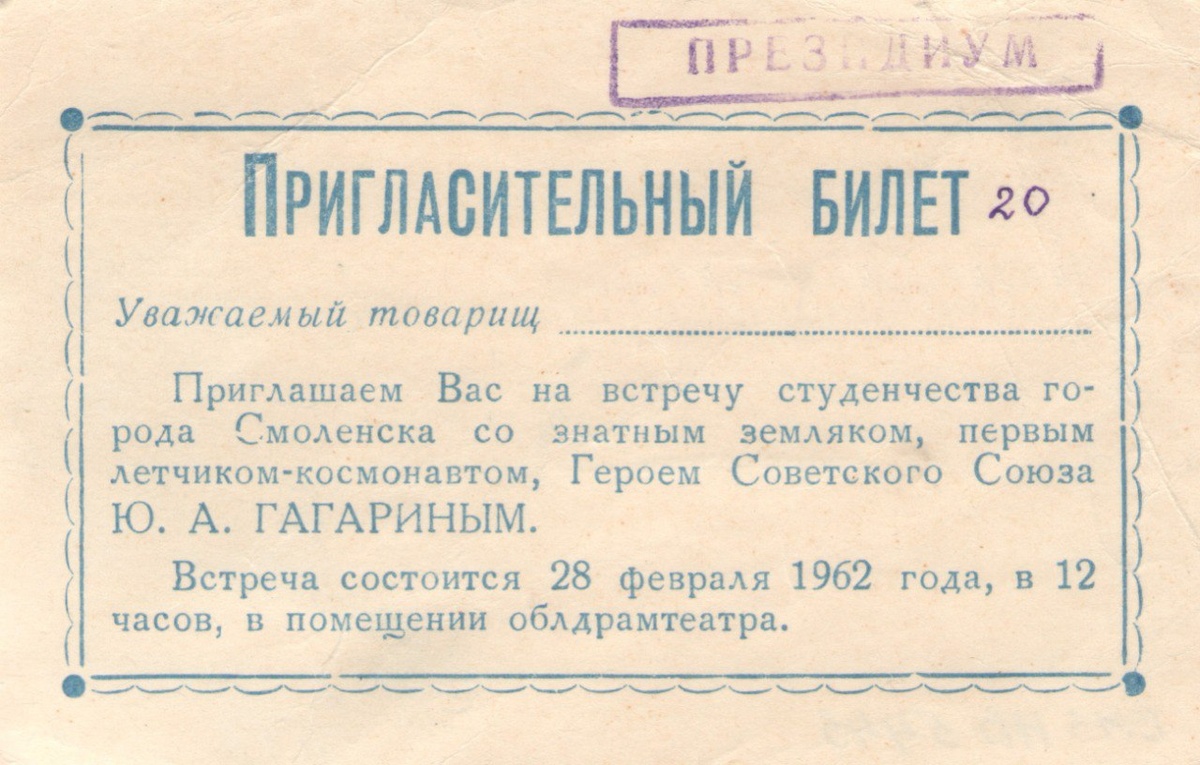 ПРЕЗИДИУМ
ПРИГЛАСИТЕЛЬНЫЙ БИЛЕТ 20
Уважаемый товарищ
Приглашаем Вас на встречу студенчества го-
рода Смоленска со знатным земляком, первым
летчиком-космонавтом, Героем Советского Союза
Ю. А. ГАГАРИНЫМ.
Встреча состоится 28 февраля 1962 года, в 12
часов, в помещении облдрамтеатра.